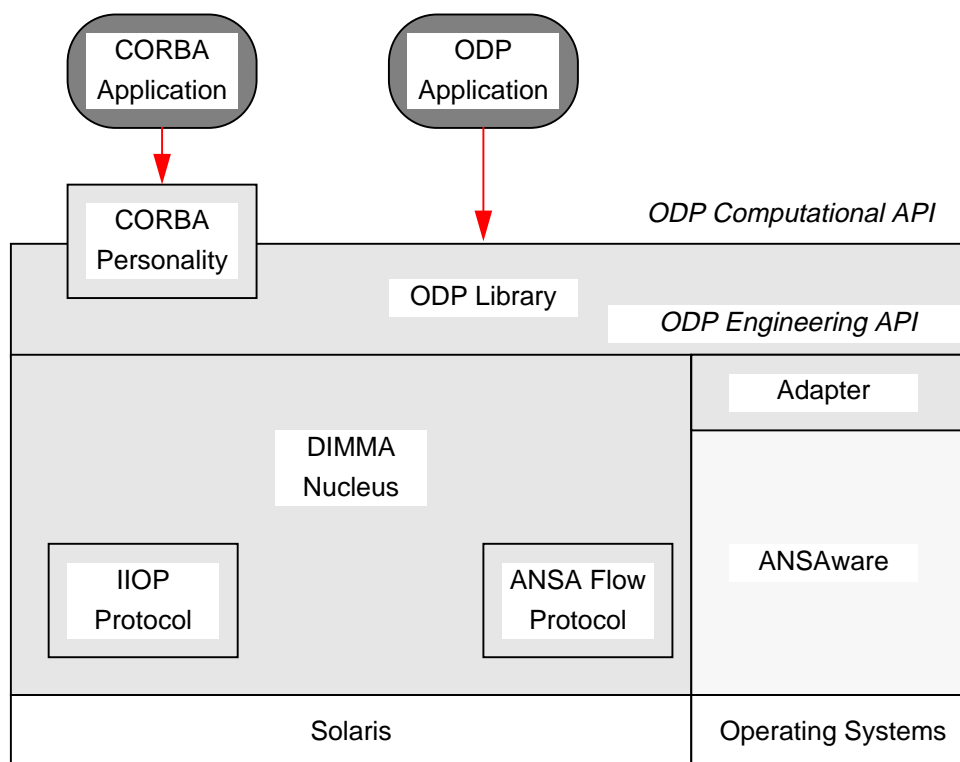 CORBA
Application
ODP
Application
CORBA
Personality
ODP Computational API
ODP Library
ODP Engineering API
Adapter
DIMMA
Nucleus
ANSAware
IIOP
Protocol
ANSA Flow
Protocol
Solaris
Operating Systems